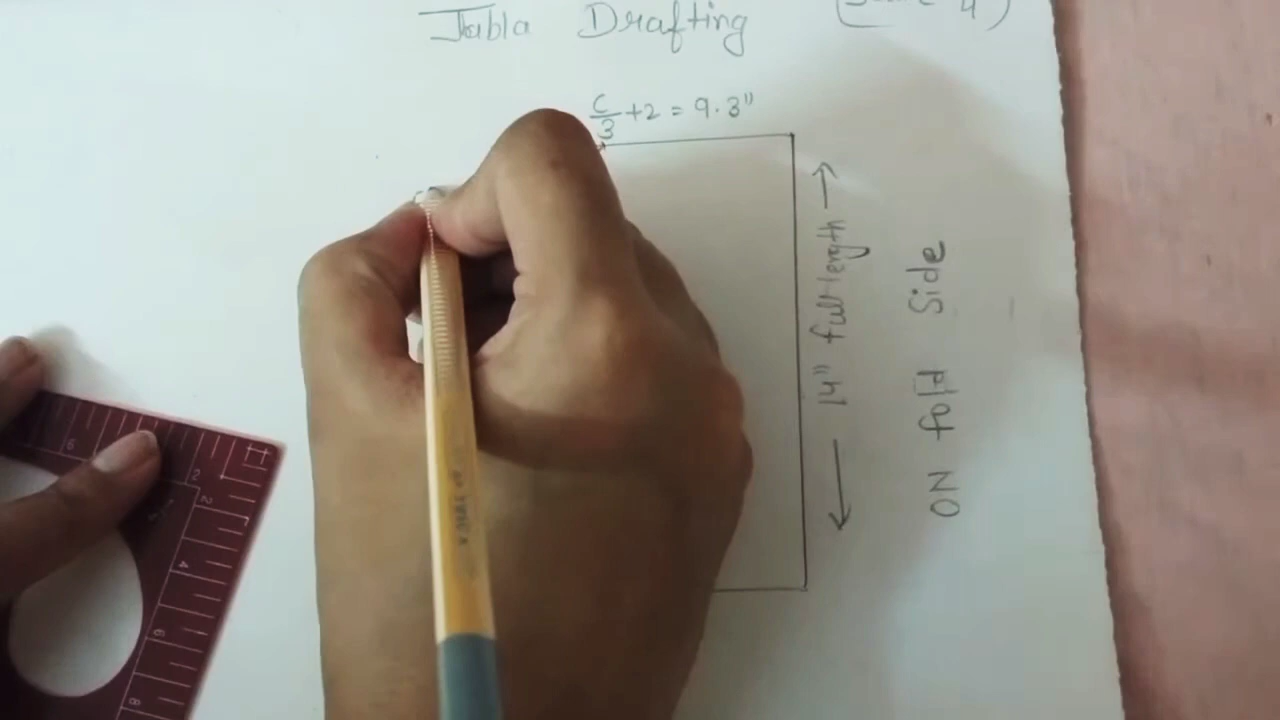 Jabla Drafting
C/3 +2 = 9.3"
14" full length
ON fold Side